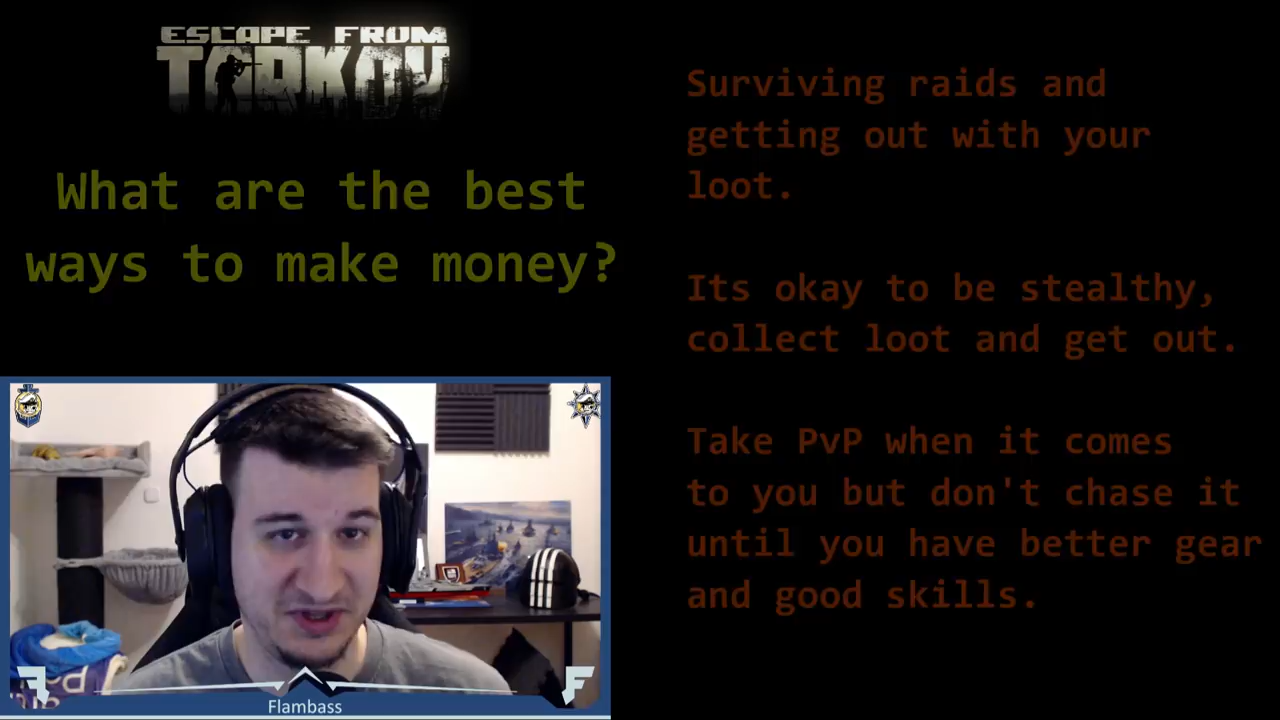 ESCAPE FROM
TARKOV
What are the best
ways to make money?
Surviving raids and
getting out with your
loot.
Its okay to be stealthy,
collect loot and get out.
Take PvP when it comes
to you but don't chase it
until you have better gear
and good skills.
Flambass